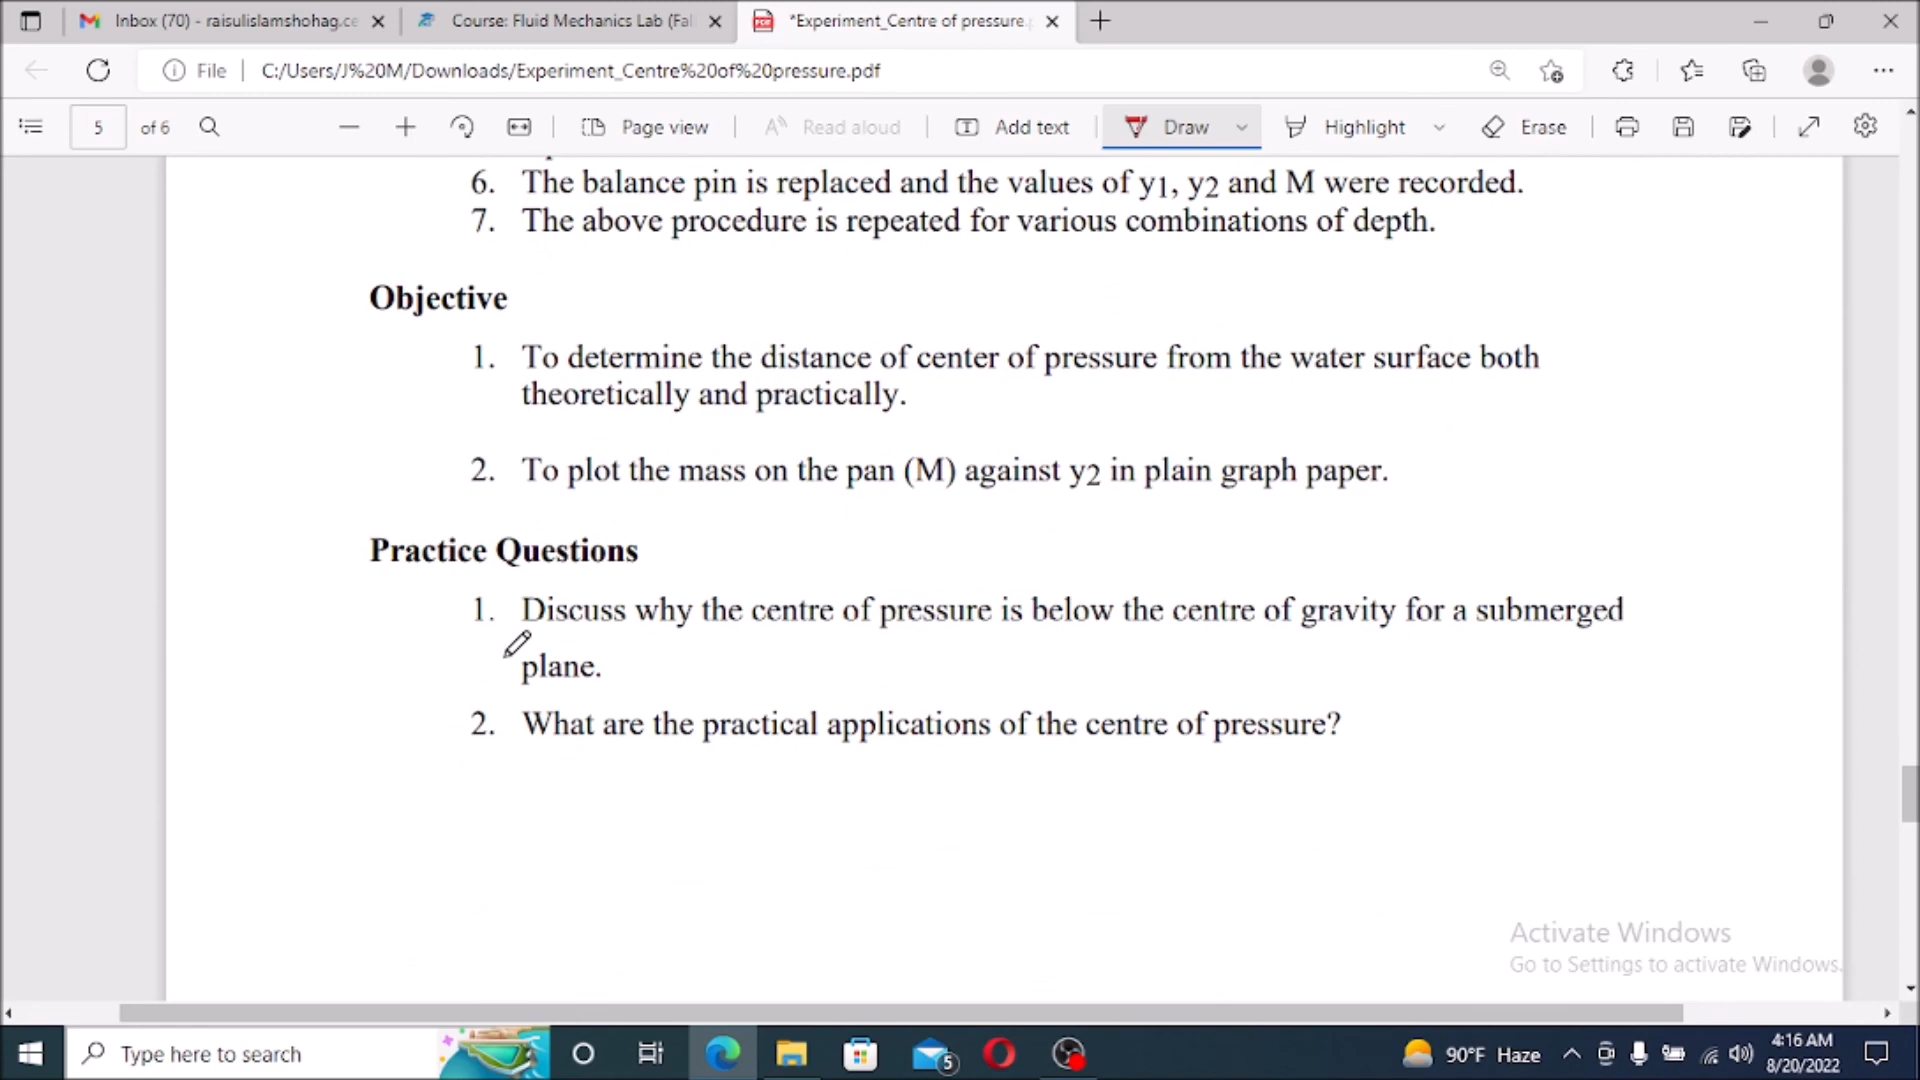 Inbox (70) - raisulislamshohag.ce
Course: Fluid Mechanics Lab (Fal
*Experiment_Centre of pressure.p
File
C:/Users/J%20M/Downloads/Experiment_Centre%20of%20pressure.pdf
5 of 6
Page view
Read aloud
Add text
Draw
Highlight
Erase
6. The balance pin is replaced and the values of y1, y2 and M were recorded.
7. The above procedure is repeated for various combinations of depth.
Objective
1. To determine the distance of center of pressure from the water surface both
theoretically and practically.
2. To plot the mass on the pan (M) against y2 in plain graph paper.
Practice Questions
1. Discuss why the centre of pressure is below the centre of gravity for a submerged
plane.
2. What are the practical applications of the centre of pressure?
Activate Windows
Go to Settings to activate Windows.
Type here to search
5
90°F Haze
4:16 AM
8/20/2022